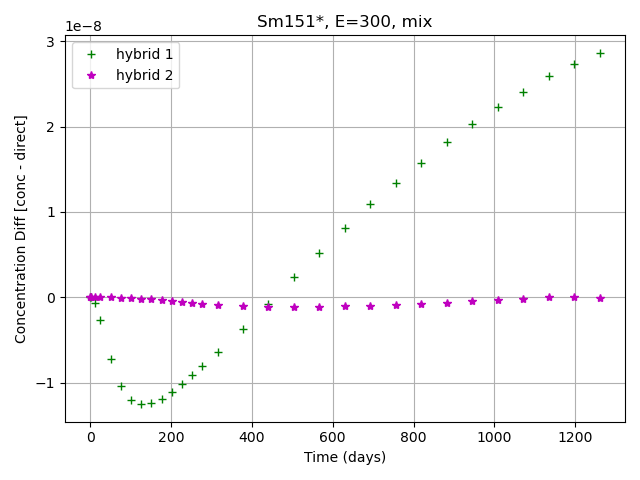 Sm151*, E=300, mix
1e−8
hybrid 1
hybrid 2
3
2
1
0
−1
Concentration Diff [conc - direct]
0 200 400 600 800 1000 1200
Time (days)